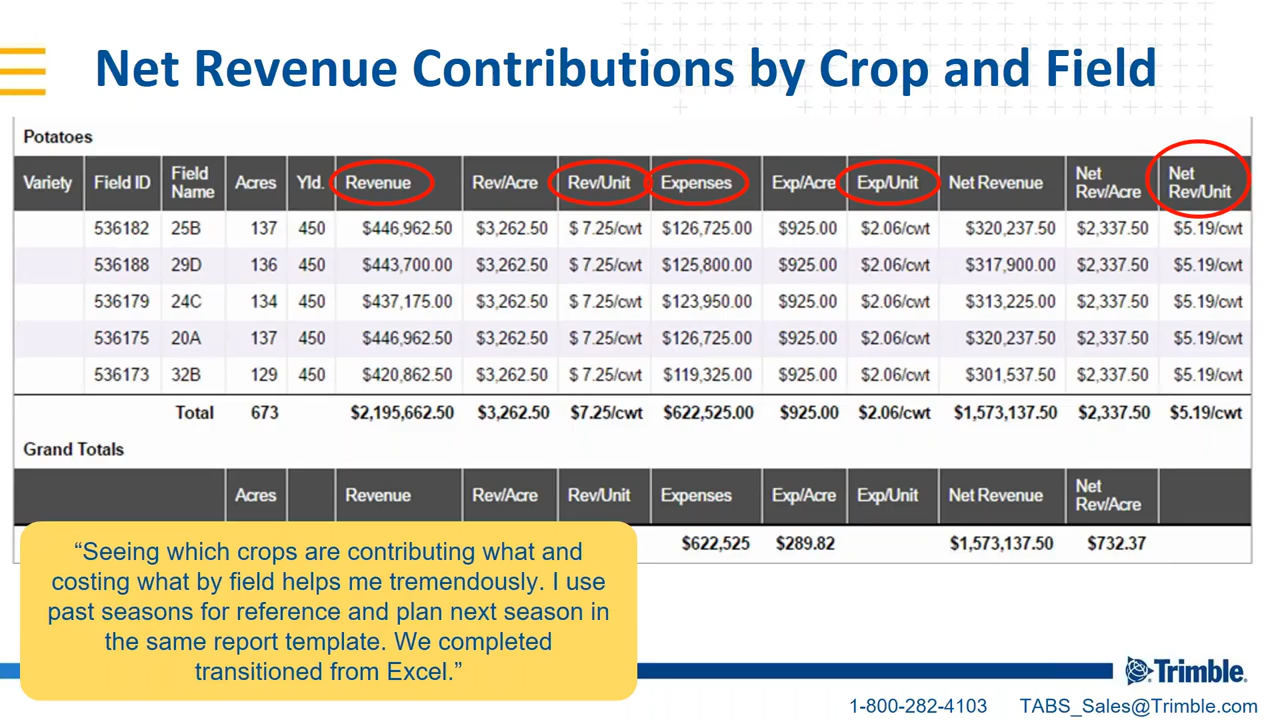 Net Revenue Contributions by Crop and Field
Potatoes
Variety Field ID Field Name Acres Yld. Revenue Rev/Acre Rev/Unit Expenses Exp/Acre Exp/Unit Net Revenue Net Rev/Acre Net Rev/Unit
536182 25B 137 450 $446,962.50 $3,262.50 $ 7.25/cwt $126,725.00 $925.00 $2.06/cwt $320,237.50 $2,337.50 $5.19/cwt
536188 29D 136 450 $443,700.00 $3,262.50 $ 7.25/cwt $125,800.00 $925.00 $2.06/cwt $317,900.00 $2,337.50 $5.19/cwt
536179 24C 134 450 $437,175.00 $3,262.50 $ 7.25/cwt $123,950.00 $925.00 $2.06/cwt $313,225.00 $2,337.50 $5.19/cwt
536175 20A 137 450 $446,962.50 $3,262.50 $ 7.25/cwt $126,725.00 $925.00 $2.06/cwt $320,237.50 $2,337.50 $5.19/cwt
536173 32B 129 450 $420,862.50 $3,262.50 $ 7.25/cwt $119,325.00 $925.00 $2.06/cwt $301,537.50 $2,337.50 $5.19/cwt
Total 673 $2,195,662.50 $3,262.50 $7.25/cwt $622,525.00 $925.00 $2.06/cwt $1,573,137.50 $2,337.50 $5.19/cwt
Grand Totals
Acres Revenue Rev/Acre Rev/Unit Expenses Exp/Acre Exp/Unit Net Revenue Net Rev/Acre
$622,525 $289.82 $1,573,137.50 $732.37
“Seeing which crops are contributing what and
costing what by field helps me tremendously. I use
past seasons for reference and plan next season in
the same report template. We completed
transitioned from Excel.”
Trimble.
1-800-282-4103 TABS_Sales@Trimble.com